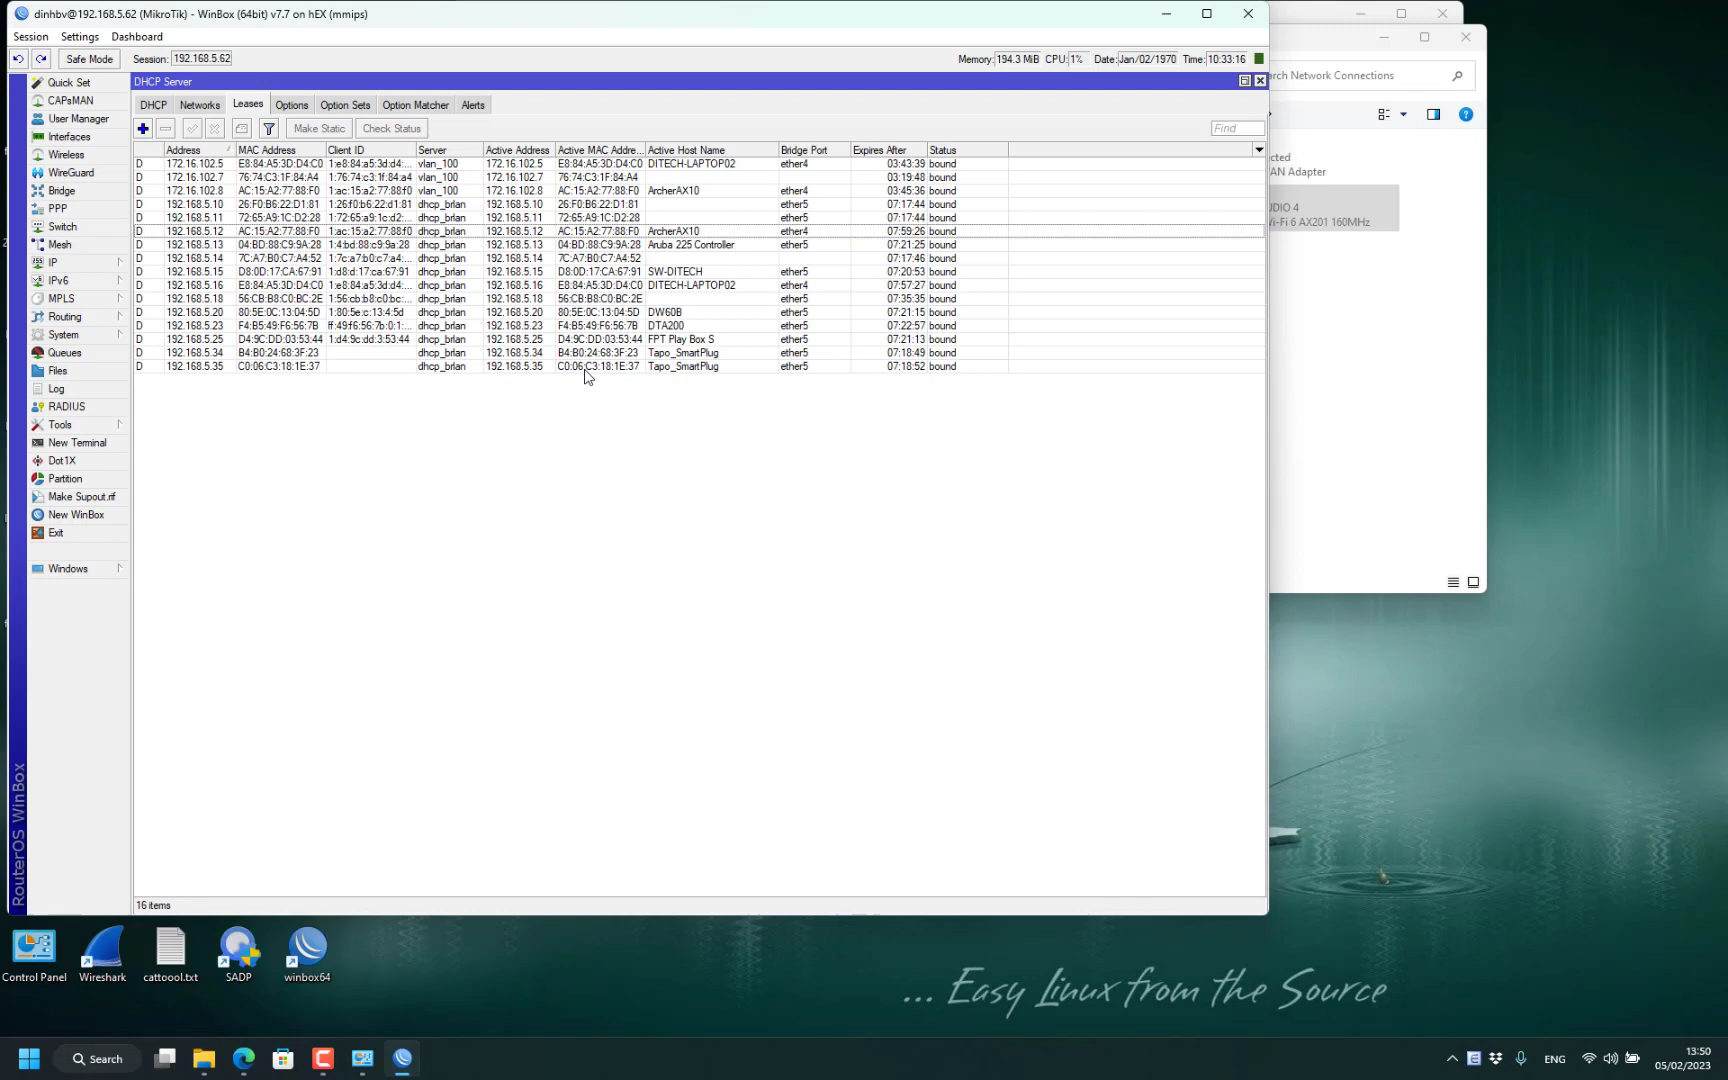 dinhbv@192.168.5.62 (MikroTik) - WinBox (64bit) v7.7 on hEX (mmips)
Session Settings Dashboard
Safe Mode Session: 192.168.5.62 Memory: 194.3 MiB CPU: 1% Date: Jan/02/1970 Time: 10:33:16
DHCP Server
DHCP Networks Leases Options Option Sets Option Matcher Alerts
Make Static Check Status Find
Address MAC Address Client ID Server Active Address Active MAC Addre... Active Host Name Bridge Port Expires After Status
D 172.16.102.5 E8:84:A5:3D:D4:C0 1:e8:84:a5:3d:d4:... vlan_100 172.16.102.5 E8:84:A5:3D:D4:C0 DITECH-LAPTOP02 ether4 03:43:39 bound
D 172.16.102.7 76:74:C3:1F:84:A4 1:76:74:c3:1f:84:a4 vlan_100 172.16.102.7 76:74:C3:1F:84:A4 03:19:48 bound
D 172.16.102.8 AC:15:A2:77:88:F0 1:ac:15:a2:77:88:f0 vlan_100 172.16.102.8 AC:15:A2:77:88:F0 ArcherAX10 ether4 03:45:36 bound
D 192.168.5.10 26:F0:B6:22:D1:81 1:26:f0:b6:22:d1:81 dhcp_brlan 192.168.5.10 26:F0:B6:22:D1:81 ether5 07:17:44 bound
D 192.168.5.11 72:65:A9:1C:D2:28 1:72:65:a9:1c:d2:... dhcp_brlan 192.168.5.11 72:65:A9:1C:D2:28 ether5 07:17:44 bound
D 192.168.5.12 AC:15:A2:77:88:F0 1:ac:15:a2:77:88:f0 dhcp_brlan 192.168.5.12 AC:15:A2:77:88:F0 ArcherAX10 ether4 07:59:26 bound
D 192.168.5.13 04:BD:88:C9:9A:28 1:4:bd:88:c9:9a:28 dhcp_brlan 192.168.5.13 04:BD:88:C9:9A:28 Aruba 225 Controller ether5 07:21:25 bound
D 192.168.5.14 7C:A7:B0:C7:A4:52 1:7c:a7:b0:c7:a4:... dhcp_brlan 192.168.5.14 7C:A7:B0:C7:A4:52 07:17:46 bound
D 192.168.5.15 D8:0D:17:CA:67:91 1:d8:d:17:ca:67:91 dhcp_brlan 192.168.5.15 D8:0D:17:CA:67:91 SW-DITECH ether5 07:20:53 bound
D 192.168.5.16 E8:84:A5:3D:D4:C0 1:e8:84:a5:3d:d4:... dhcp_brlan 192.168.5.16 E8:84:A5:3D:D4:C0 DITECH-LAPTOP02 ether4 07:57:27 bound
D 192.168.5.18 56:CB:B8:C0:BC:2E 1:56:cb:b8:c0:bc:... dhcp_brlan 192.168.5.18 56:CB:B8:C0:BC:2E ether5 07:35:35 bound
D 192.168.5.20 80:5E:0C:13:04:5D 1:80:5e:c:13:4:5d dhcp_brlan 192.168.5.20 80:5E:0C:13:04:5D DW60B ether5 07:21:15 bound
D 192.168.5.23 F4:B5:49:F6:56:7B ff:49:f6:56:7b:0:1:... dhcp_brlan 192.168.5.23 F4:B5:49:F6:56:7B DTA200 ether5 07:22:57 bound
D 192.168.5.25 D4:9C:DD:03:53:44 1:d4:9c:dd:3:53:44 dhcp_brlan 192.168.5.25 D4:9C:DD:03:53:44 FPT Play Box S ether5 07:21:13 bound
D 192.168.5.34 B4:B0:24:68:3F:23 dhcp_brlan 192.168.5.34 B4:B0:24:68:3F:23 Tapo_SmartPlug ether5 07:18:49 bound
D 192.168.5.35 C0:06:C3:18:1E:37 dhcp_brlan 192.168.5.35 C0:06:C3:18:1E:37 Tapo_SmartPlug ether5 07:18:52 bound
16 items
Quick Set
CAPsMAN
User Manager
Interfaces
Wireless
WireGuard
Bridge
PPP
Switch
Mesh
IP
IPv6
MPLS
Routing
System
Queues
Files
Log
RADIUS
Tools
New Terminal
Dot1X
Partition
Make Supout.rif
New WinBox
Exit
Windows
RouterOS WinBox
arch Network Connections
ected
AN Adapter
UDIO 4
i-Fi 6 AX201 160MHz
Control Panel Wireshark cattoool.txt SADP winbox64
... Easy Linux from the Source
Search
ENG
13:50
05/02/2023